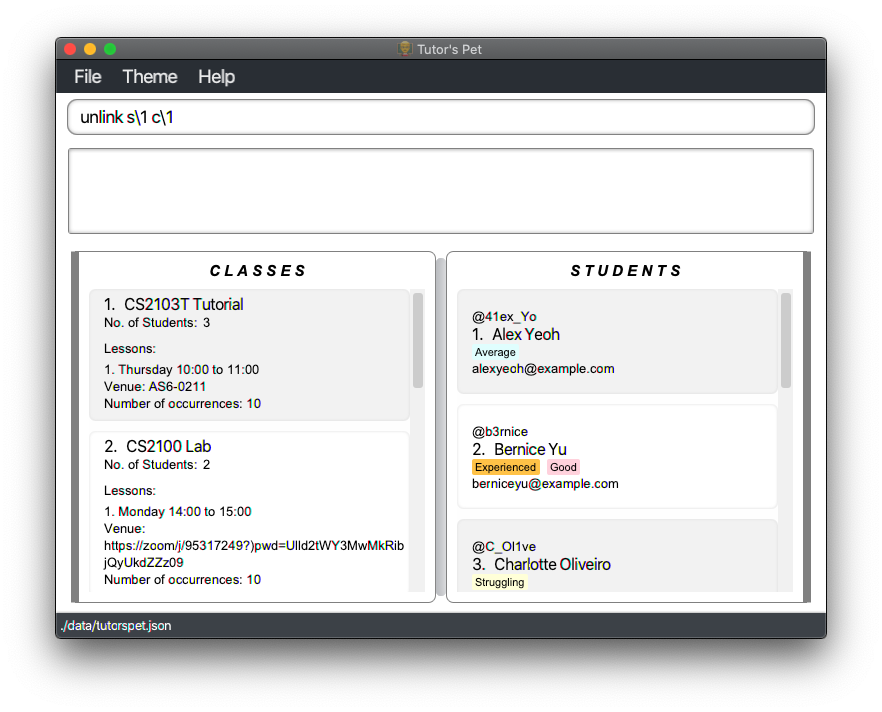 Tutor's Pet
File Theme Help
unlink s\1 c\1
CLASSES
1. CS2103T Tutorial
No. of Students: 3
Lessons:
1. Thursday 10:00 to 11:00
Venue: AS6-0211
Number of occurrences: 10
2. CS2100 Lab
No. of Students: 2
Lessons:
1. Monday 14:00 to 15:00
Venue:
https://zoom/j/95317249?)pwd=Ulld2tWY3MwMkRib
jQyUkdZZz09
Number of occurrences: 10
STUDENTS
@41ex_Yo
1. Alex Yeoh
Average
alexyeoh@example.com
@b3rnice
2. Bernice Yu
Experienced Good
berniceyu@example.com
@C_Ol1ve
3. Charlotte Oliveiro
Struggling
./data/tutorspet.json